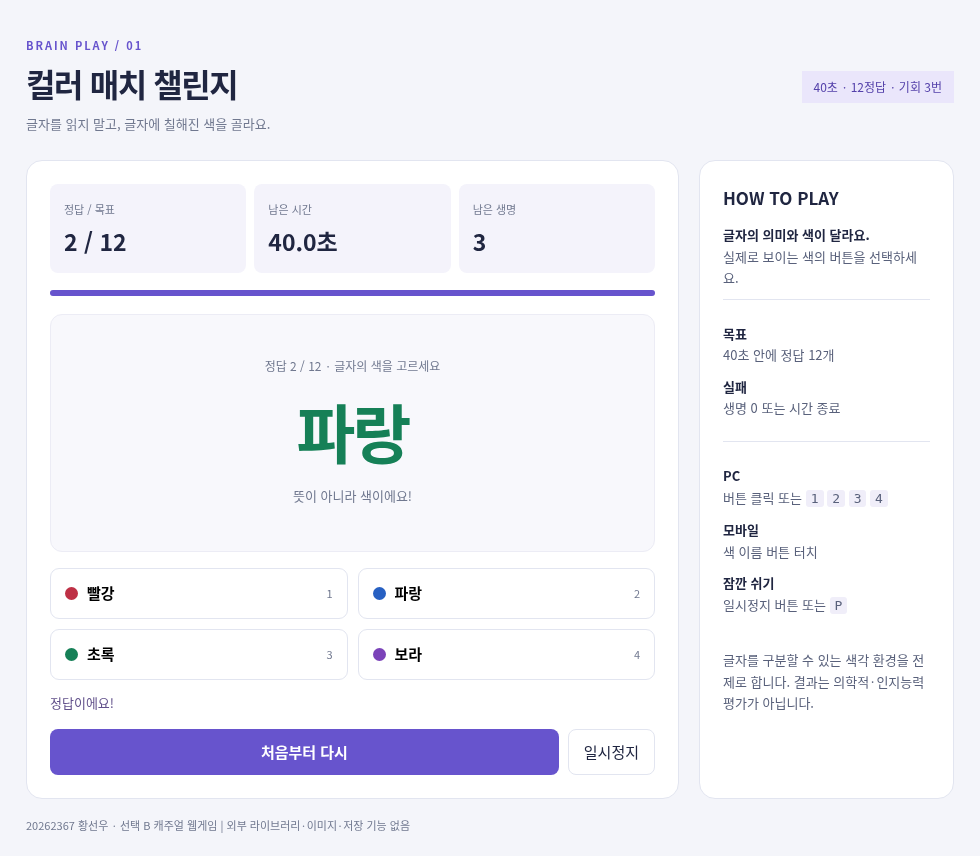 BRAIN PLAY / 01
컬러 매치 챌린지
40초 · 12정답 · 기회 3번
글자를 읽지 말고, 글자에 칠해진 색을 골라요.
정답 / 목표
2 / 12
남은 시간
40.0초
남은 생명
3
정답 2 / 12 · 글자의 색을 고르세요
파랑
뜻이 아니라 색이에요!
빨강 1
파랑 2
초록 3
보라 4
정답이에요!
처음부터 다시
일시정지
HOW TO PLAY
글자의 의미와 색이 달라요.
실제로 보이는 색의 버튼을 선택하세
요.
목표
40초 안에 정답 12개
실패
생명 0 또는 시간 종료
PC
버튼 클릭 또는 1 2 3 4
모바일
색 이름 버튼 터치
잠깐 쉬기
일시정지 버튼 또는 P
글자를 구분할 수 있는 색각 환경을 전
제로 합니다. 결과는 의학적·인지능력
평가가 아닙니다.
20262367 황선우 · 선택 B 캐주얼 웹게임 | 외부 라이브러리·이미지·저장 기능 없음